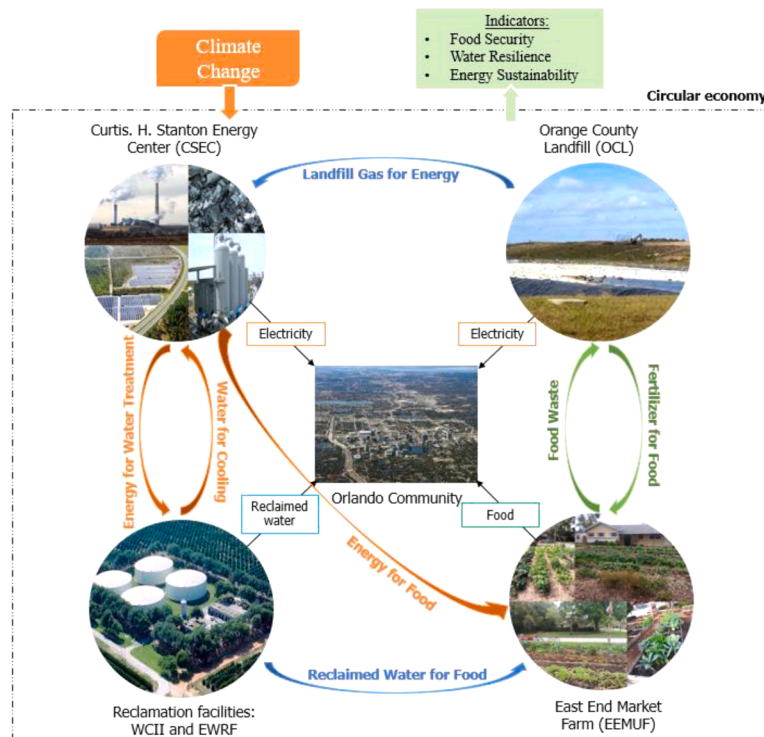 Climate
Change
Indicators:
• Food Security
• Water Resilience
• Energy Sustainability
Circular economy
Curtis. H. Stanton Energy
Center (CSEC)
Orange County
Landfill (OCL)
Landfill Gas for Energy
Electricity
Electricity
Energy for Water Treatment
Water for Cooling
Food Waste
Fertilizer for Food
Orlando Community
Reclaimed
water
Food
Energy for Food
Reclaimed Water for Food
Reclamation facilities:
WCII and EWRF
East End Market
Farm (EEMUF)